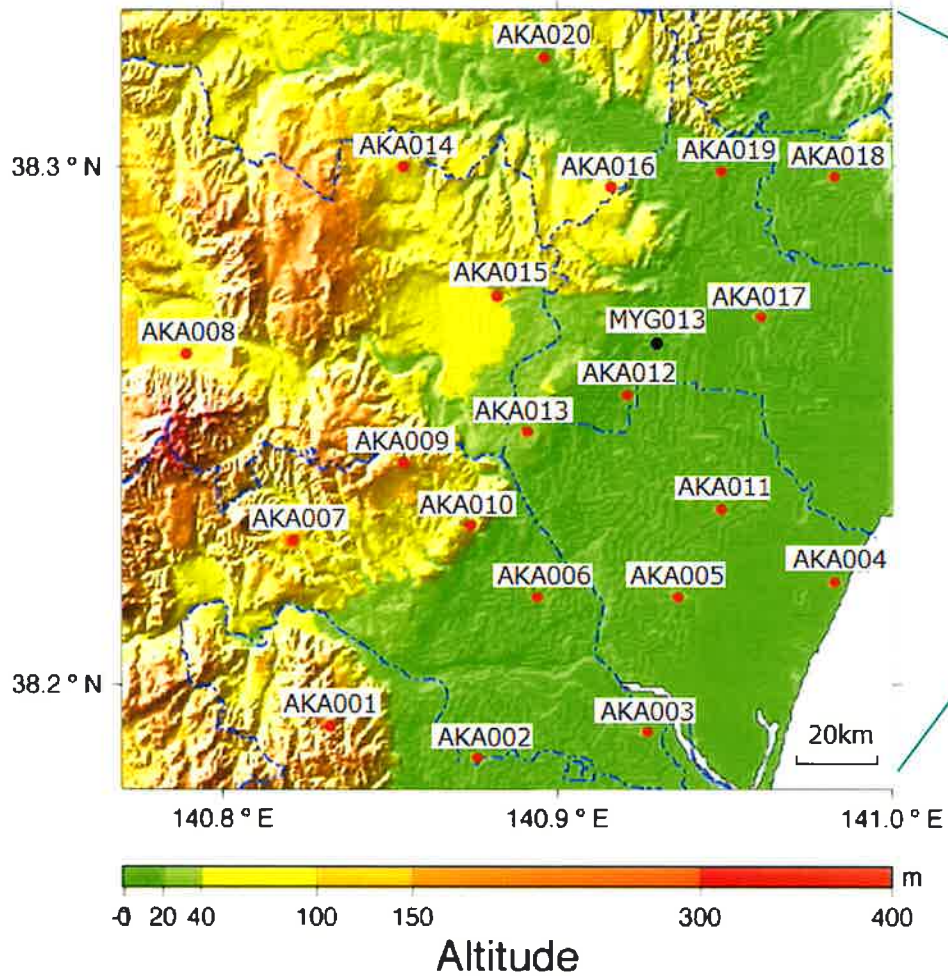 AKA020
38.3 ° N
AKA014
AKA016
AKA019
AKA018
AKA015
AKA008
MYG013
AKA017
AKA012
AKA013
AKA009
AKA010
AKA011
AKA007
AKA006
AKA005
AKA004
38.2 ° N
AKA001
AKA002
AKA003
20km
140.8 ° E
140.9 ° E
141.0 ° E
m
-0 20 40 100 150 300 400
Altitude